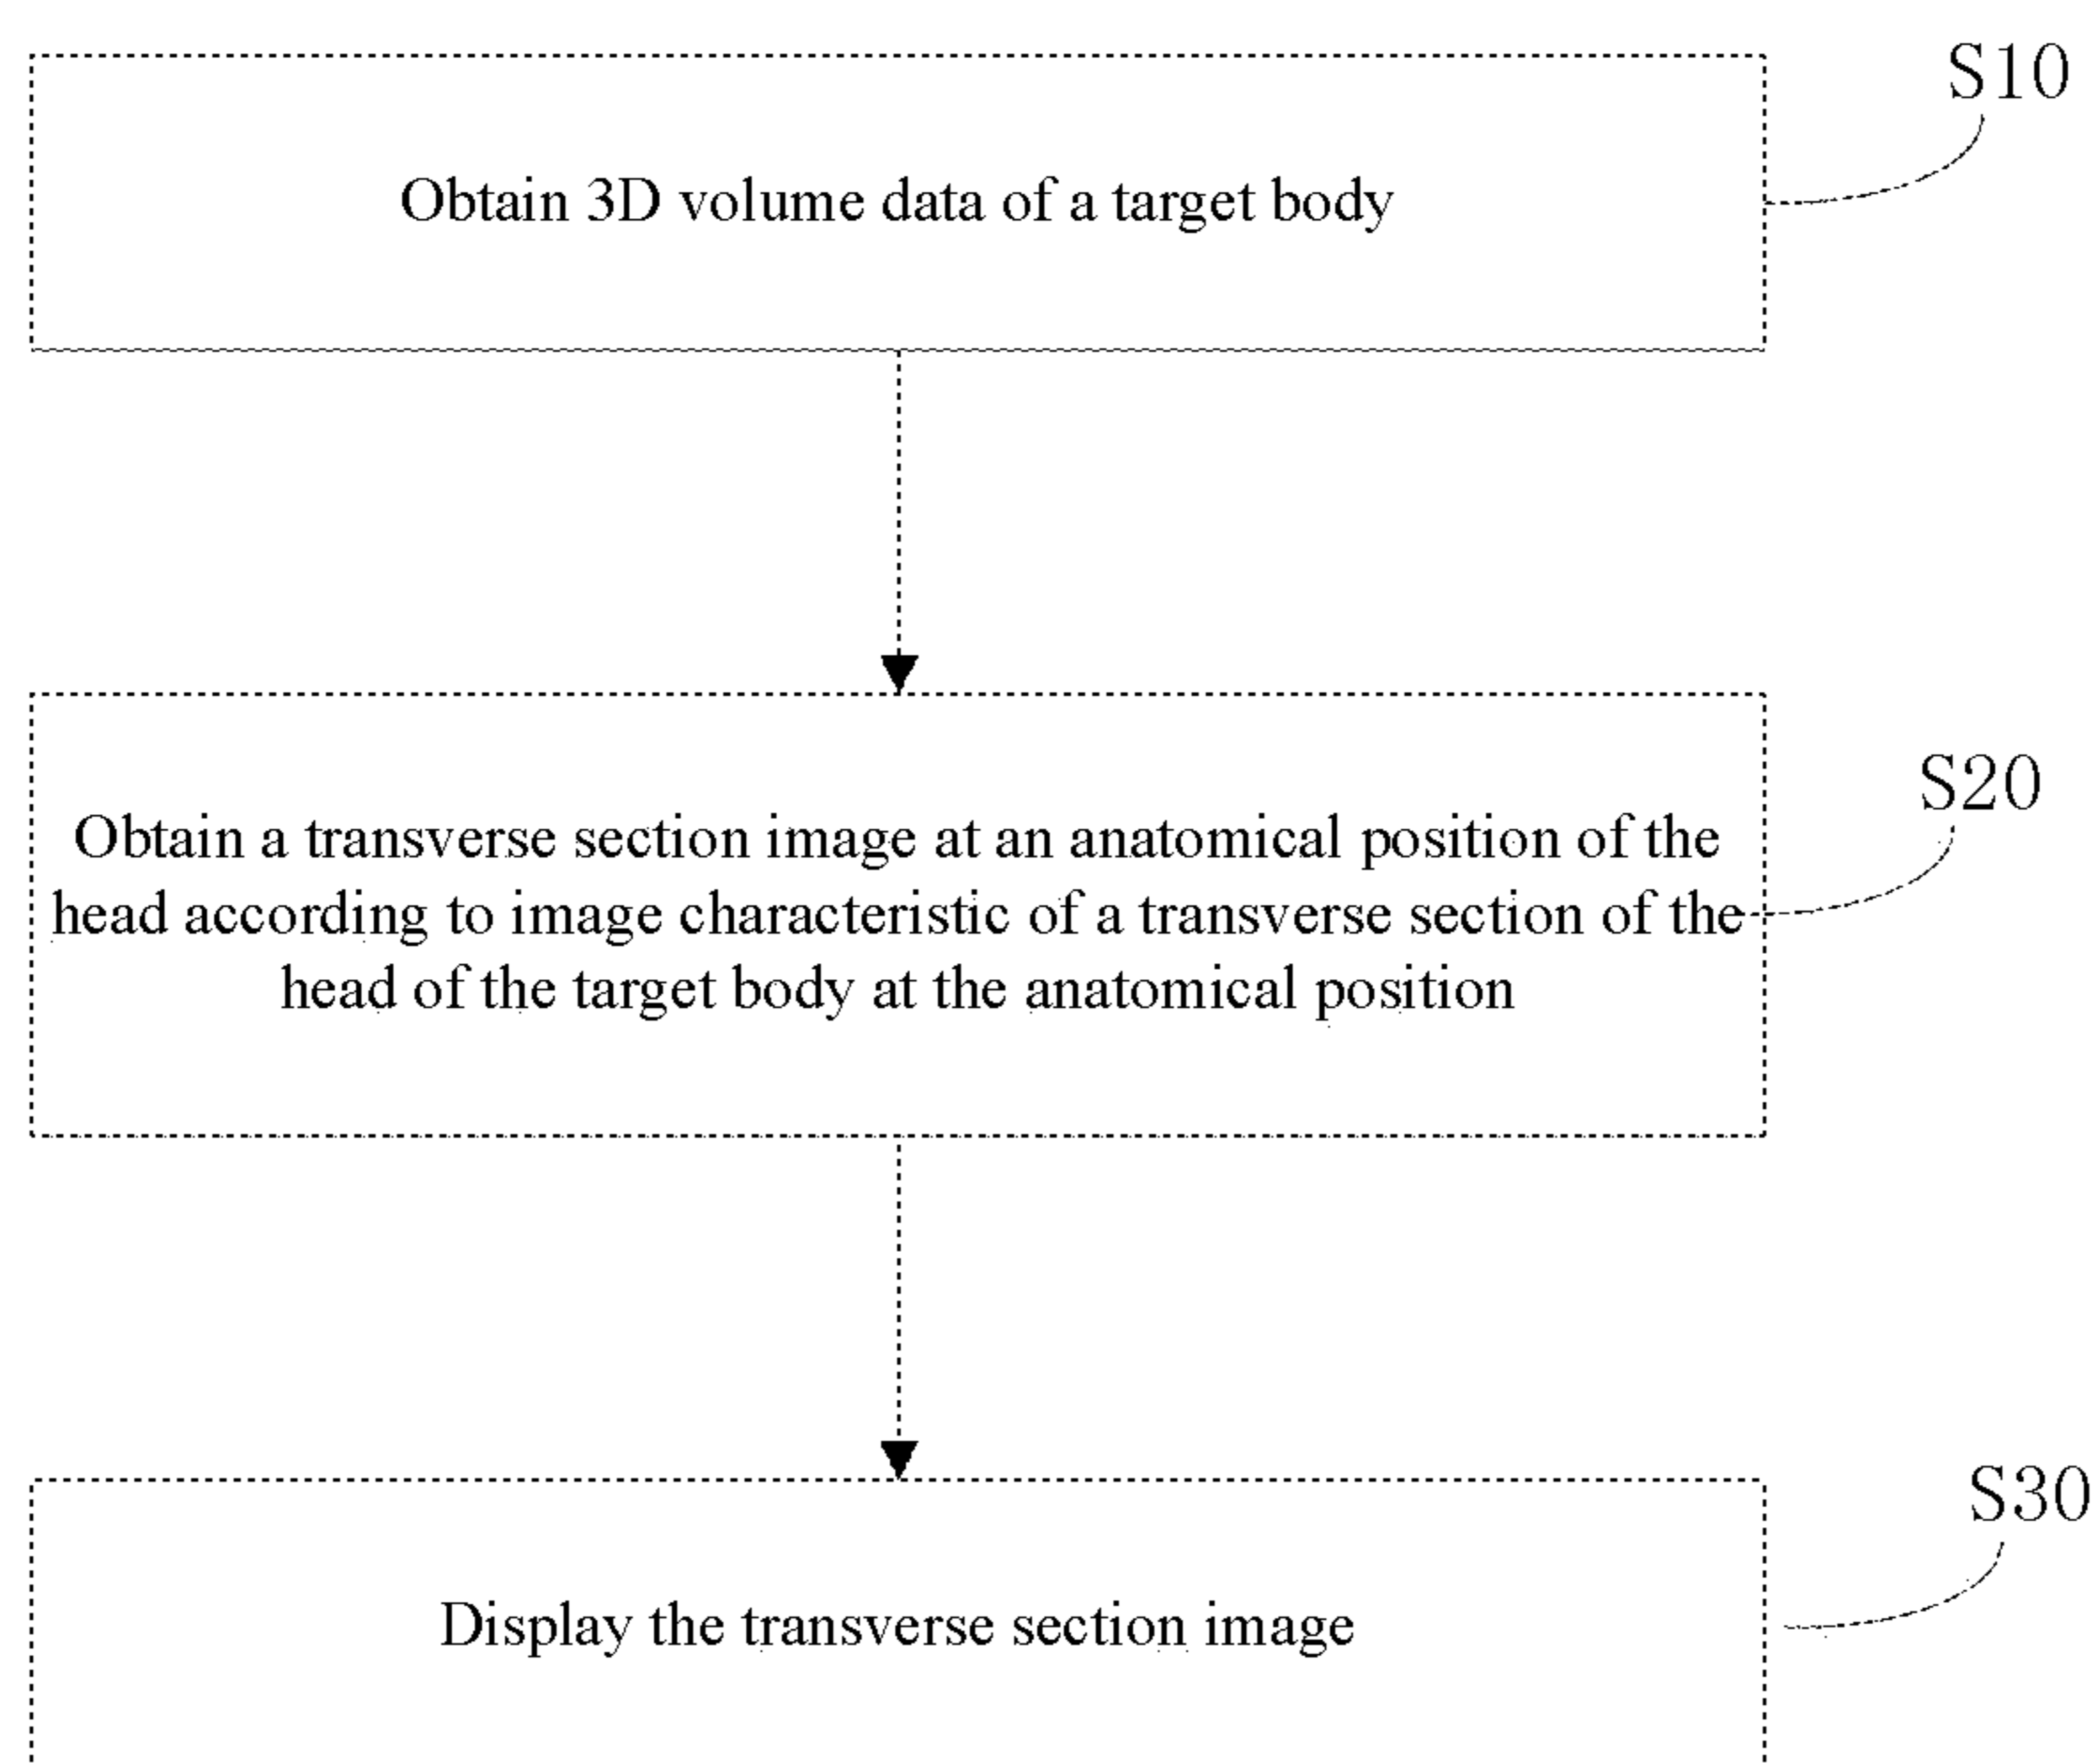 S10
Obtain 3D volume data of a target body
S20
Obtain a transverse section image at an anatomical position of the
head according to image characteristic of a transverse section of the
head of the target body at the anatomical position
S30
Display the transverse section image